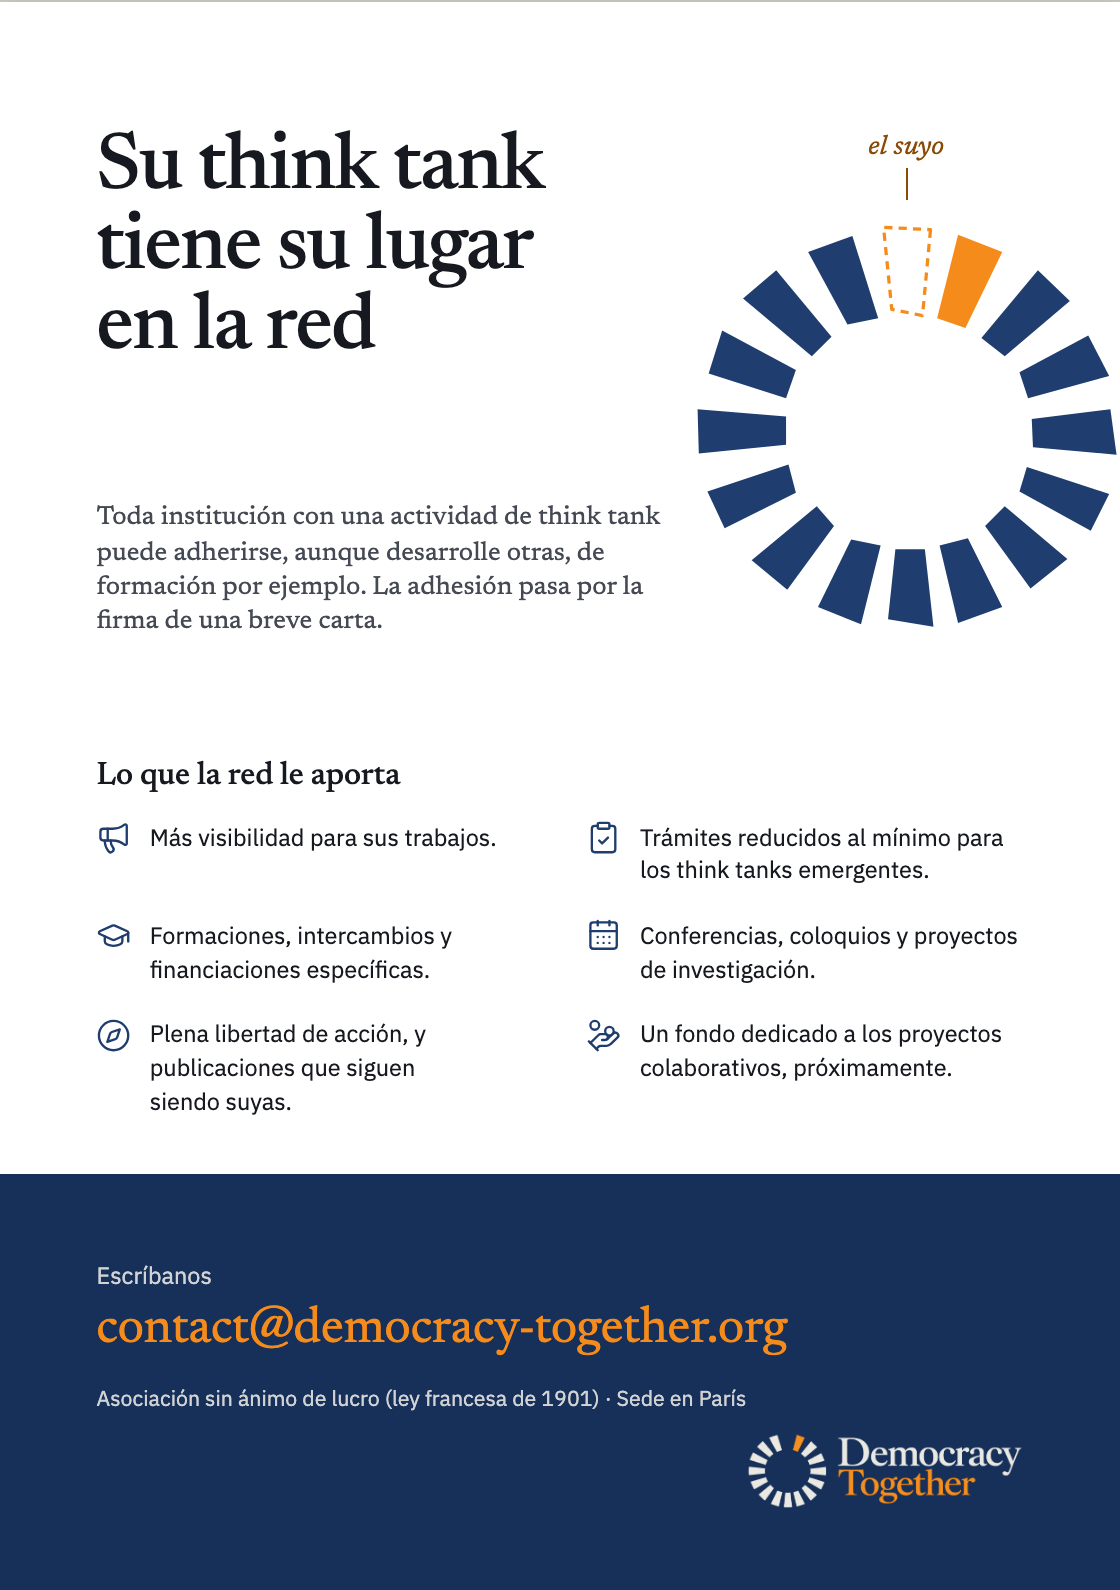 Su think tank
tiene su lugar
en la red
el suyo
Toda institución con una actividad de think tank
puede adherirse, aunque desarrolle otras, de
formación por ejemplo. La adhesión pasa por la
firma de una breve carta.
Lo que la red le aporta
Más visibilidad para sus trabajos.
Trámites reducidos al mínimo para
los think tanks emergentes.
Formaciones, intercambios y
financiaciones específicas.
Conferencias, coloquios y proyectos
de investigación.
Plena libertad de acción, y
publicaciones que siguen
siendo suyas.
Un fondo dedicado a los proyectos
colaborativos, próximamente.
Escríbanos
contact@democracy-together.org
Asociación sin ánimo de lucro (ley francesa de 1901) · Sede en París
Democracy
Together